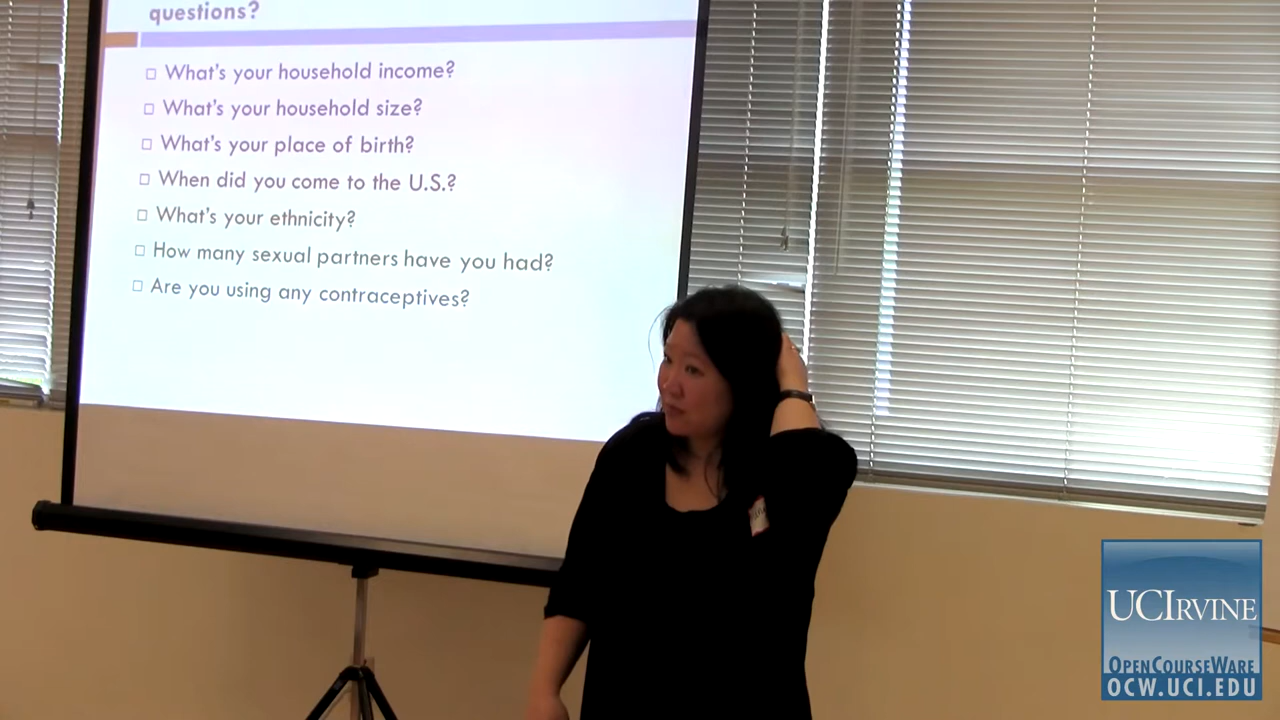 questions?
What's your household income?
What's your household size?
What's your place of birth?
When did you come to the U.S.?
What's your ethnicity?
How many sexual partners have you had?
Are you using any contraceptives?
UCIRVINE
OPENCOURSEWARE
OCW.UCI.EDU